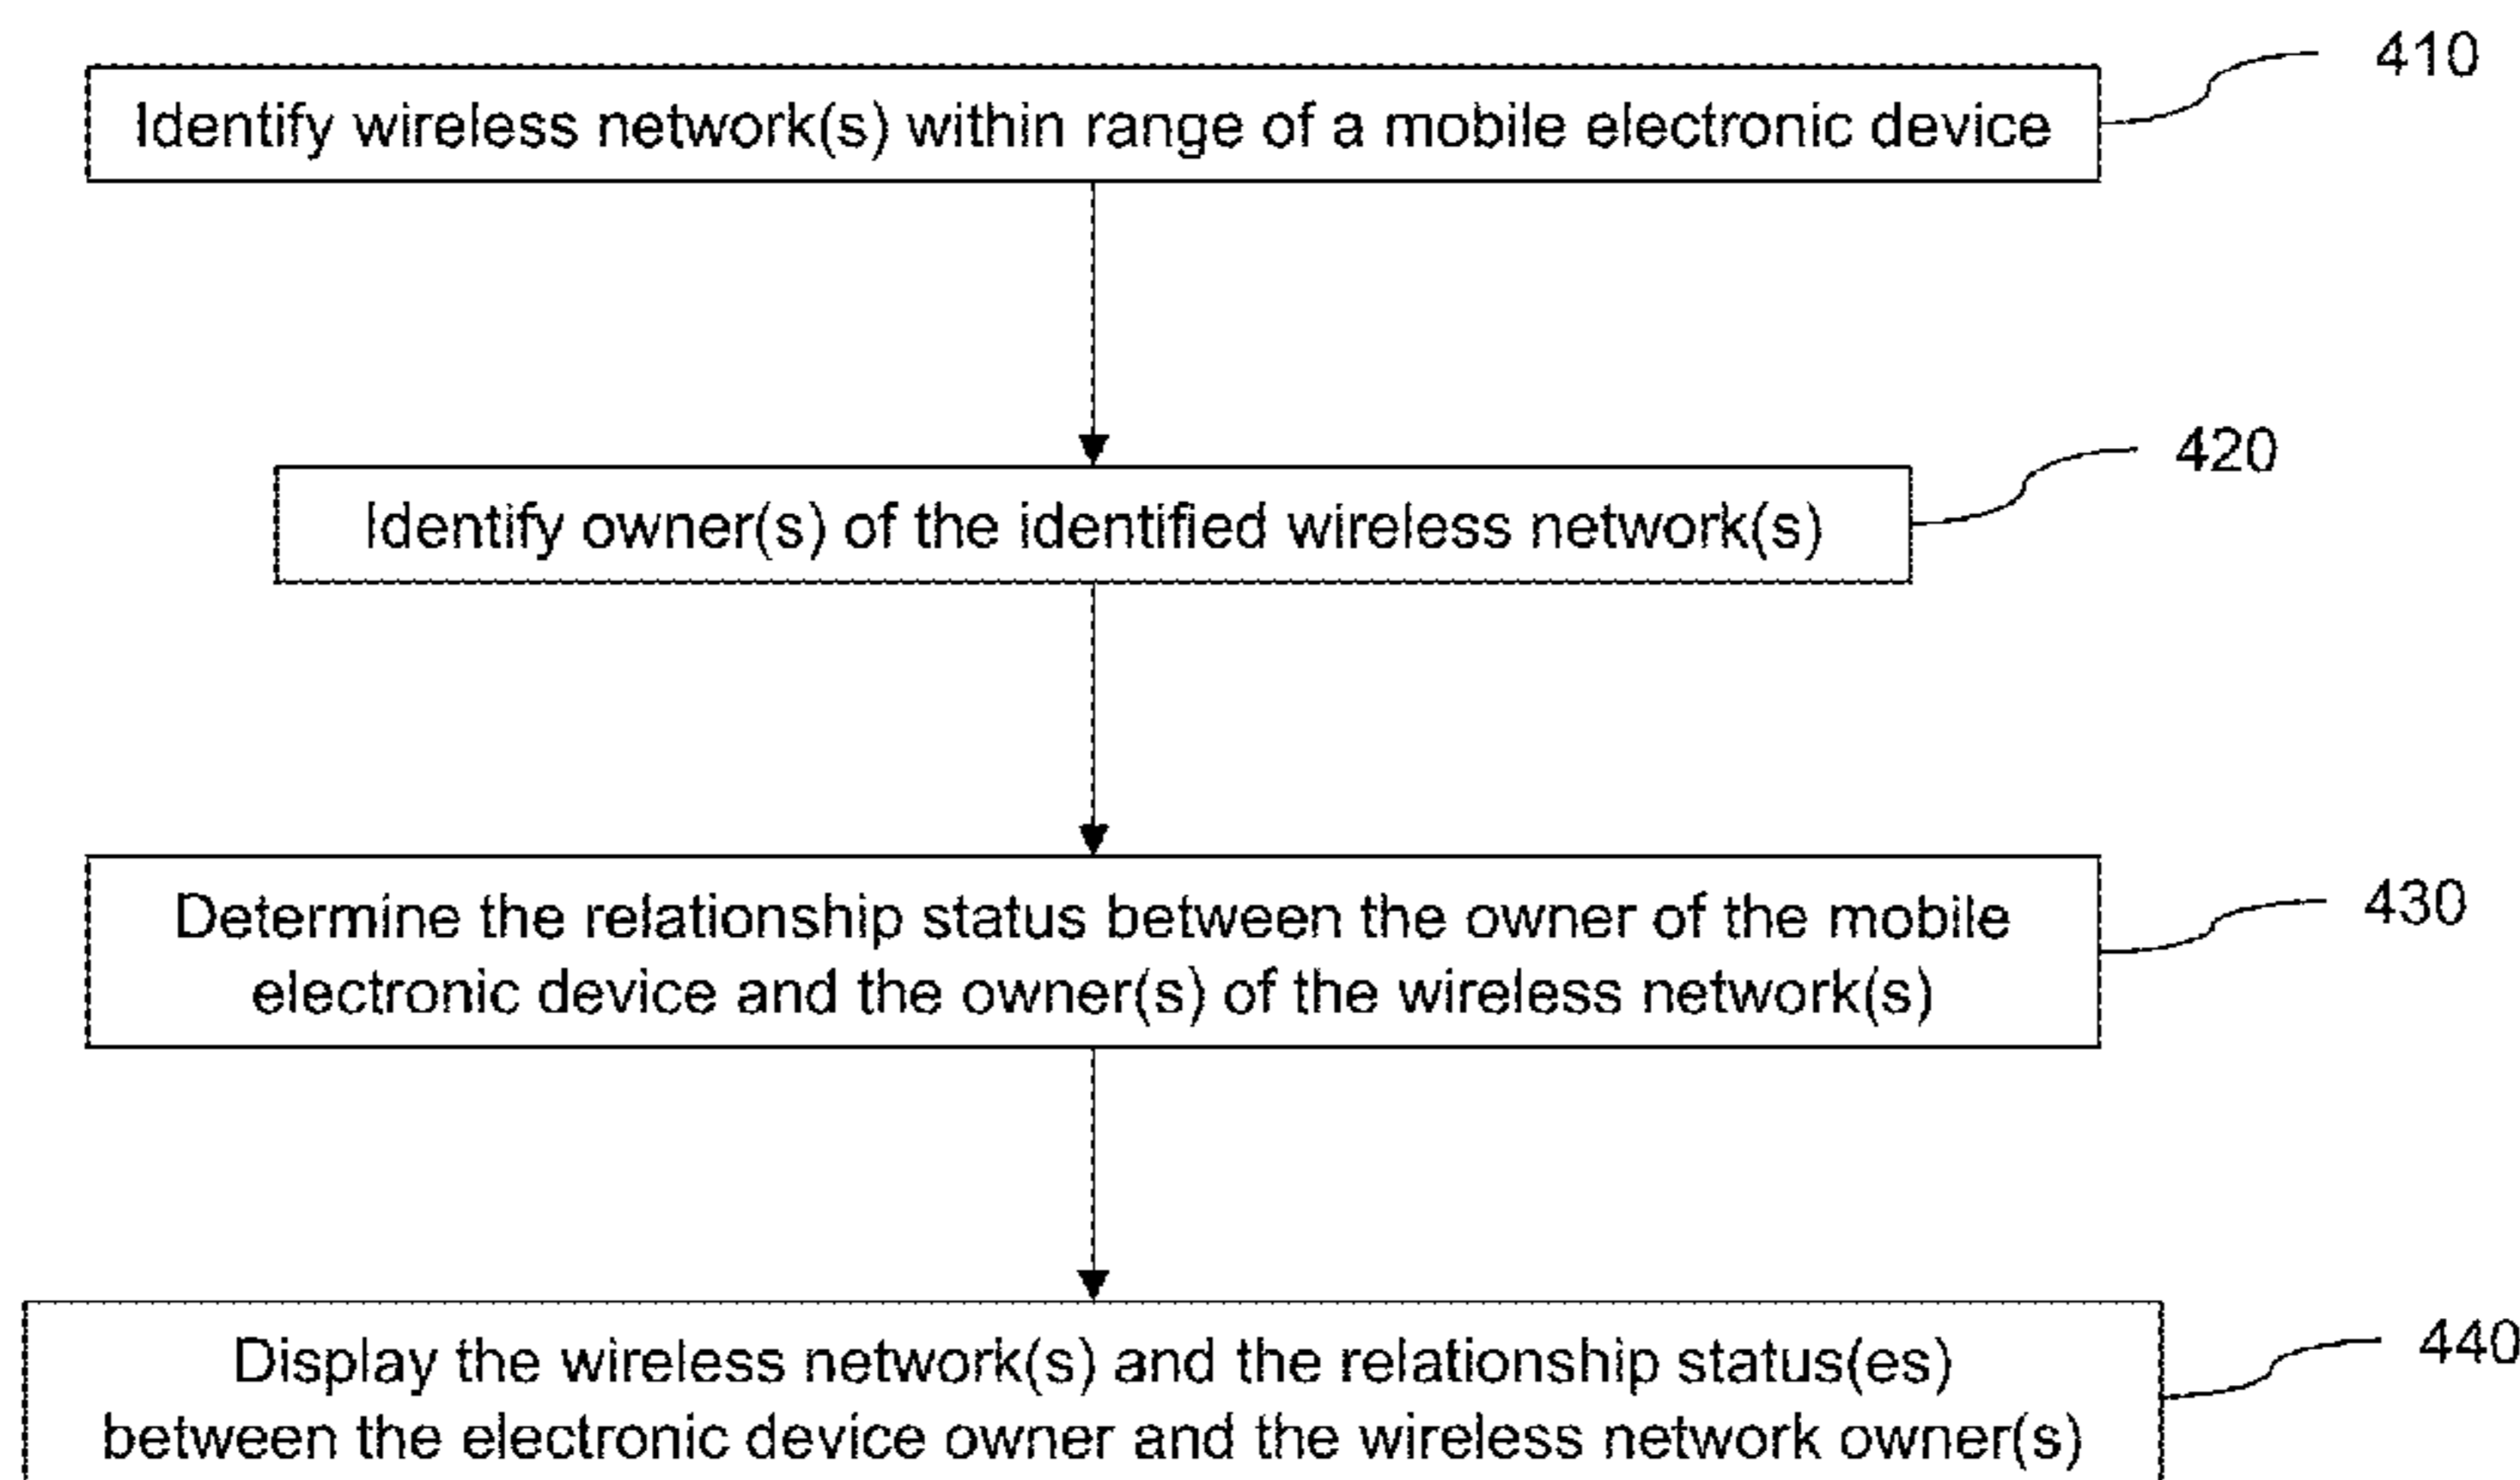 410
Identify wireless network(s) within range of a mobile electronic device
420
Identify owner(s) of the identified wireless network(s)
430
Determine the relationship status between the owner of the mobile
electronic device and the owner(s) of the wireless network(s)
440
Display the wireless network(s) and the relationship status(es)
between the electronic device owner and the wireless network owner(s)